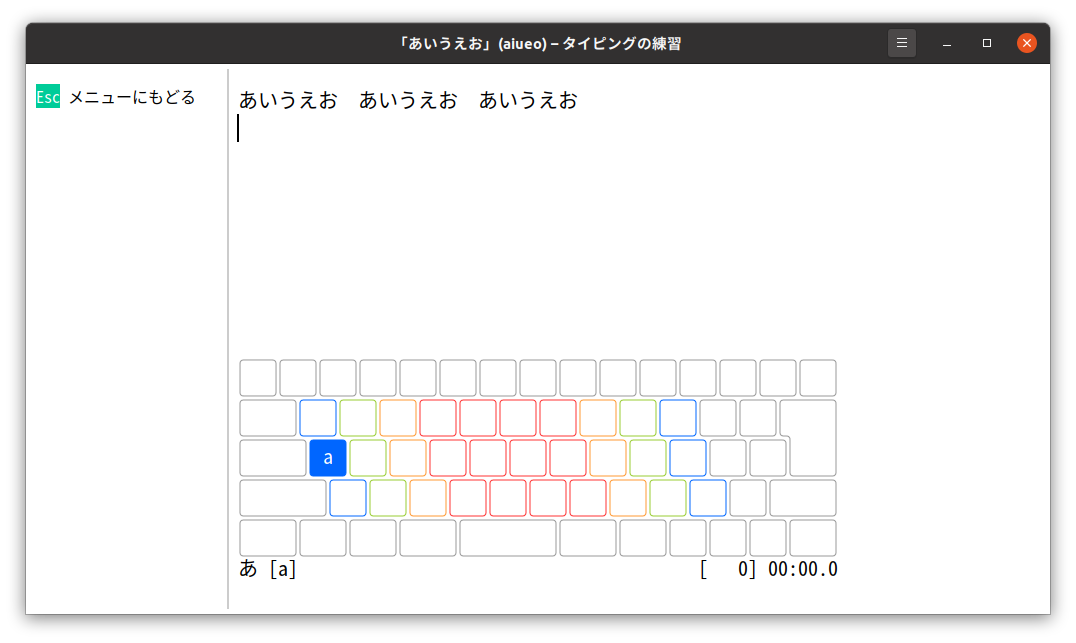 「あいうえお」(aiueo) – タイピングの練習
Esc メニューにもどる
あいうえお　あいうえお　あいうえお
a
あ [a]
[   0] 00:00.0